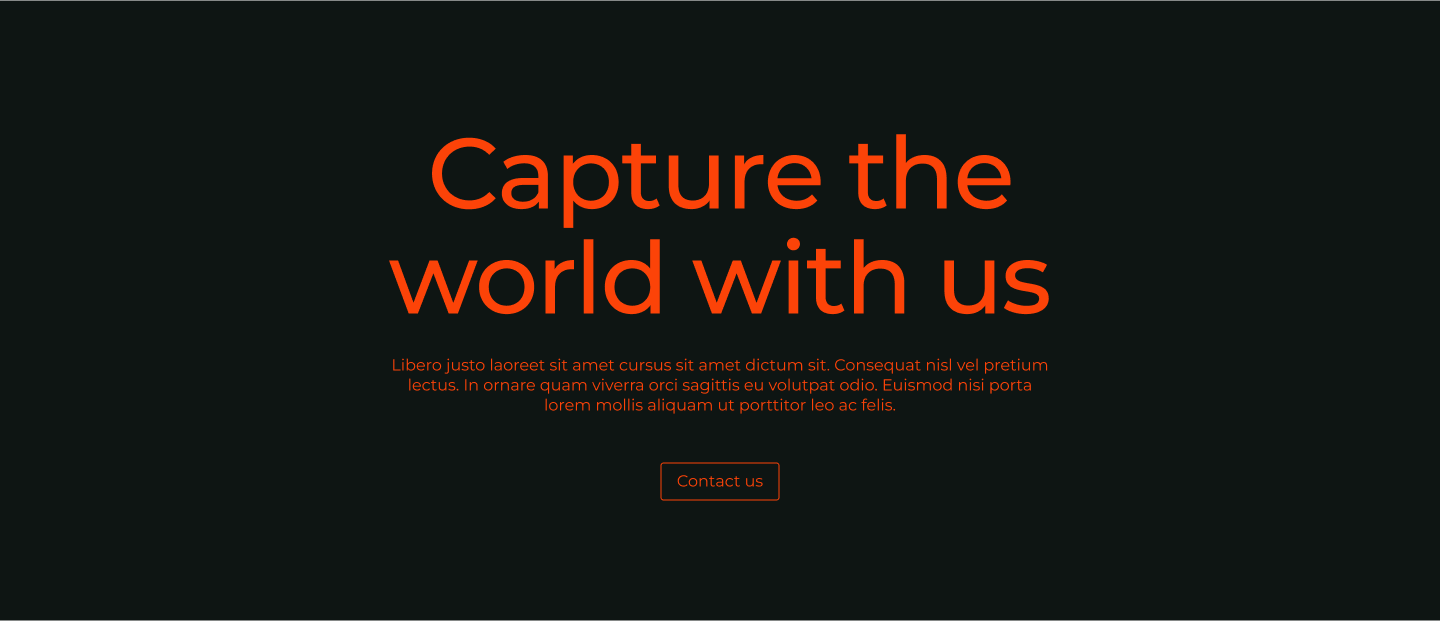 Capture the
world with us
Libero justo laoreet sit amet cursus sit amet dictum sit. Consequat nisl vel pretium
lectus. In ornare quam viverra orci sagittis eu volutpat odio. Euismod nisi porta
lorem mollis aliquam ut porttitor leo ac felis.
Contact us